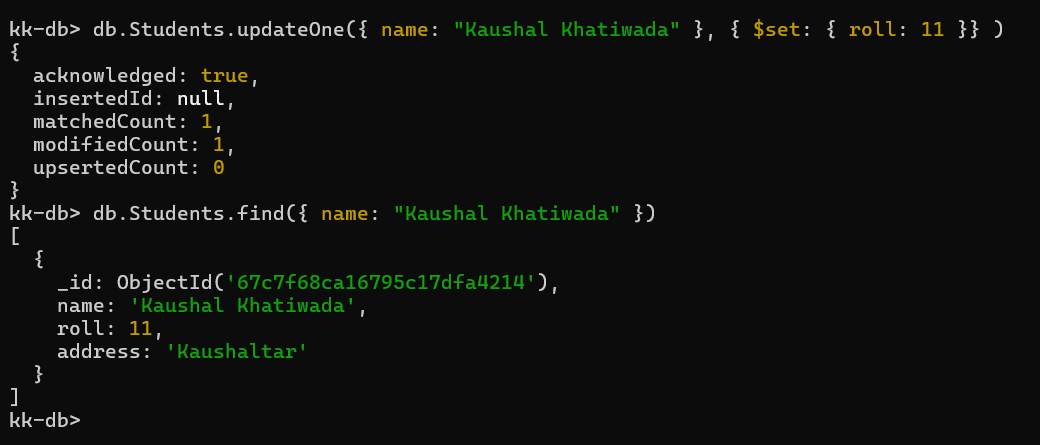 kk-db> db.Students.updateOne({ name: "Kaushal Khatiwada" }, { $set: { roll: 11 }} )
{
  acknowledged: true,
  insertedId: null,
  matchedCount: 1,
  modifiedCount: 1,
  upsertedCount: 0
}
kk-db> db.Students.find({ name: "Kaushal Khatiwada" })
[
  {
    _id: ObjectId('67c7f68ca16795c17dfa4214'),
    name: 'Kaushal Khatiwada',
    roll: 11,
    address: 'Kaushaltar'
  }
]
kk-db>